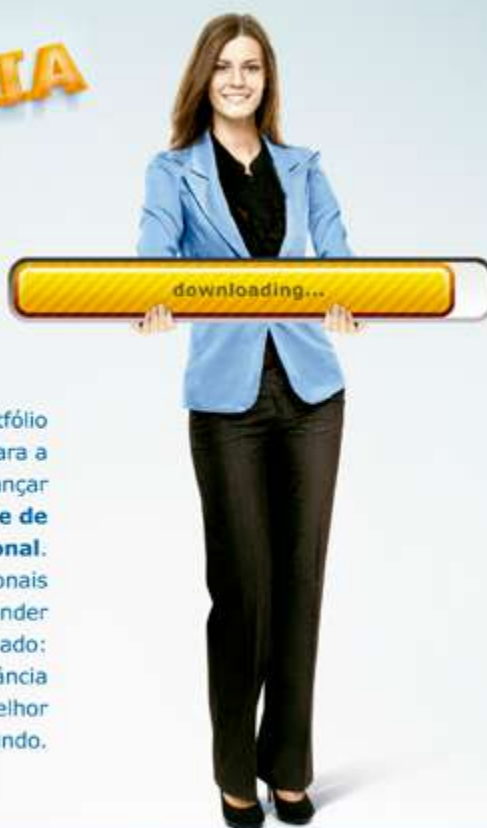 IA
downloading...
tfólio
ara a
nçar
e de
onal.
onais
nder
ado:
ância
elhor
ndo.